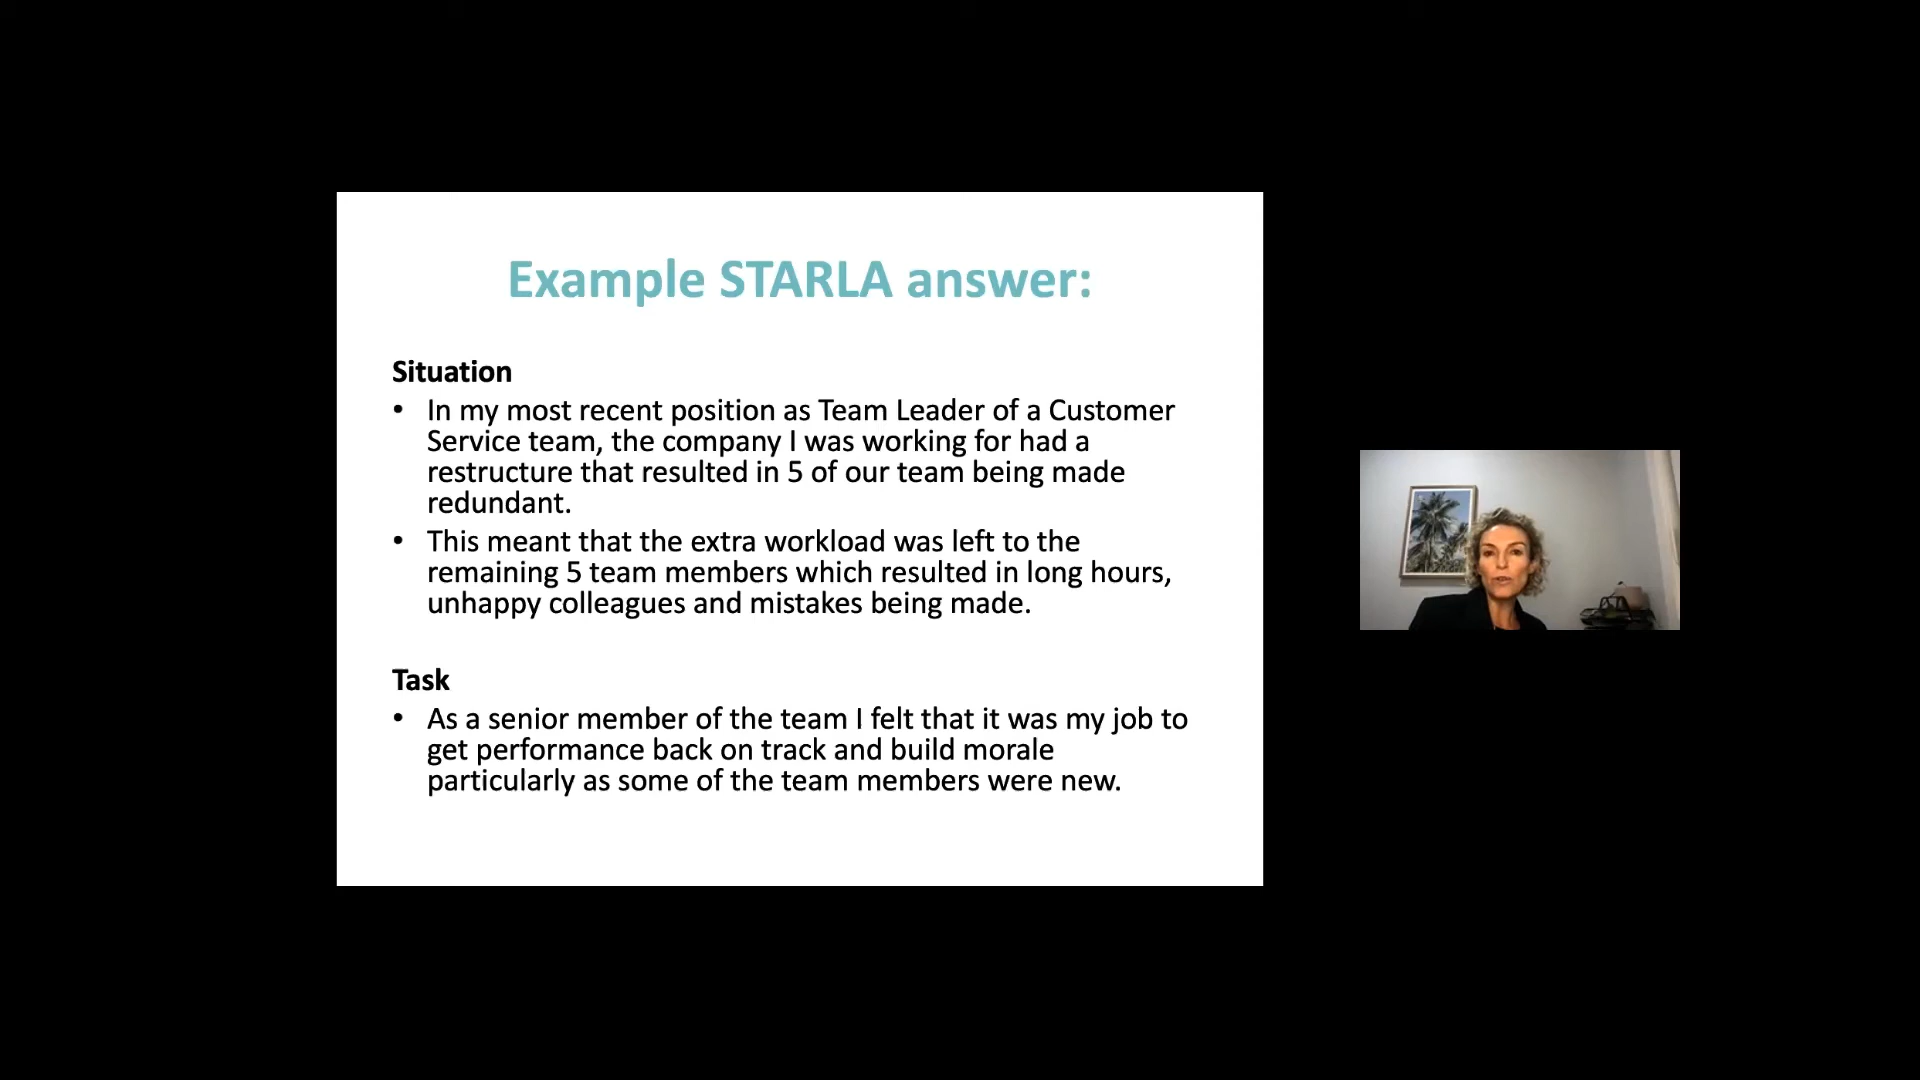 Example STARLA answer:
Situation
• In my most recent position as Team Leader of a Customer
Service team, the company I was working for had a
restructure that resulted in 5 of our team being made
redundant.
• This meant that the extra workload was left to the
remaining 5 team members which resulted in long hours,
unhappy colleagues and mistakes being made.
Task
• As a senior member of the team I felt that it was my job to
get performance back on track and build morale
particularly as some of the team members were new.